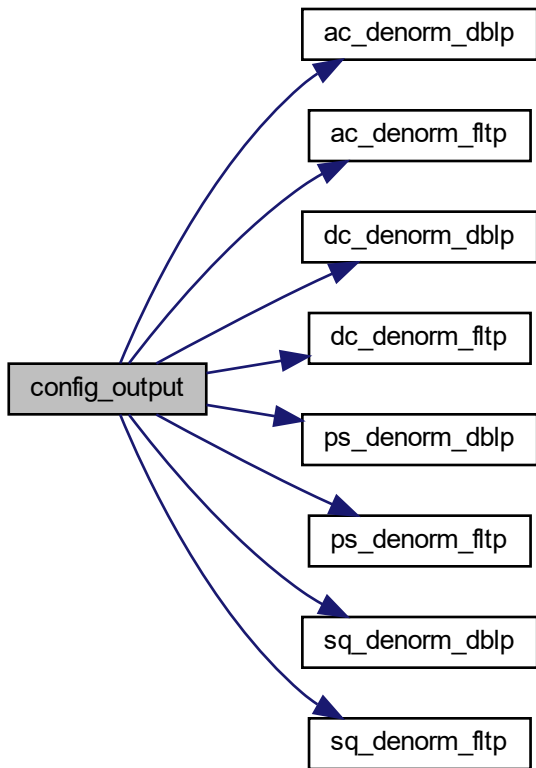 ac_denorm_dblp
ac_denorm_fltp
dc_denorm_dblp
dc_denorm_fltp
config_output
ps_denorm_dblp
ps_denorm_fltp
sq_denorm_dblp
sq_denorm_fltp